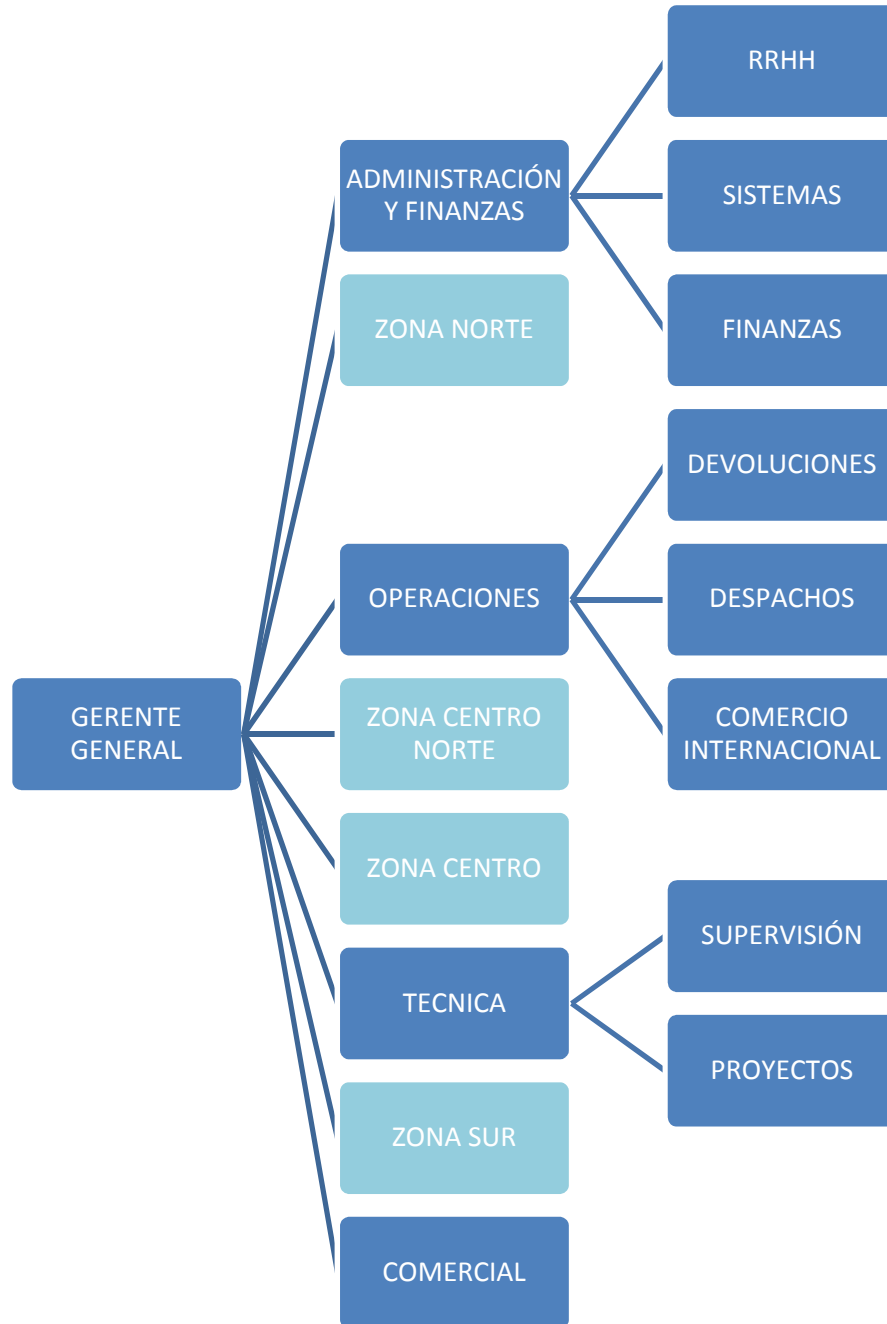 RRHH
ADMINISTRACIÓN
Y FINANZAS
SISTEMAS
ZONA NORTE
FINANZAS
DEVOLUCIONES
OPERACIONES
DESPACHOS
GERENTE
GENERAL
ZONA CENTRO
NORTE
COMERCIO
INTERNACIONAL
ZONA CENTRO
SUPERVISIÓN
TECNICA
PROYECTOS
ZONA SUR
COMERCIAL